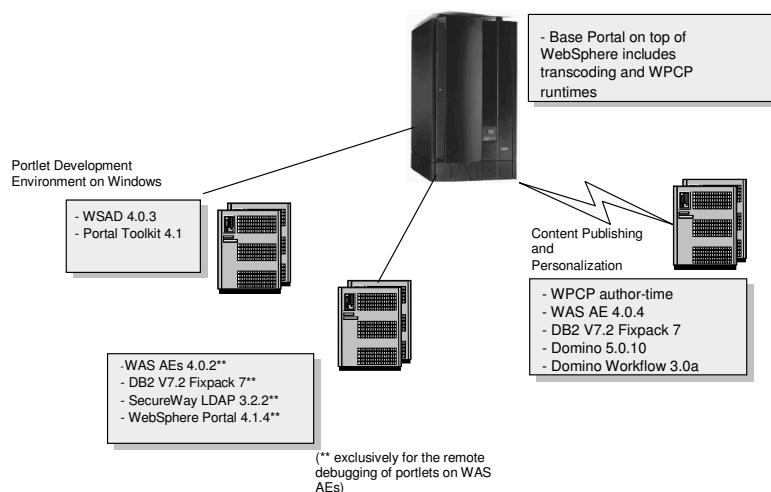 - Base Portal on top of
WebSphere includes
transcoding and WPCP
runtimes
Portlet Development
Environment on Windows
- WSAD 4.0.3
- Portal Toolkit 4.1
Content Publishing
and
Personalization
- WPCP author-time
- WAS AE 4.0.4
- DB2 V7.2 Fixpack 7
- Domino 5.0.10
- Domino Workflow 3.0a
-WAS AEs 4.0.2**
- DB2 V7.2 Fixpack 7**
- SecureWay LDAP 3.2.2**
- WebSphere Portal 4.1.4**
(** exclusively for the remote
debugging of portlets on WAS
AEs)